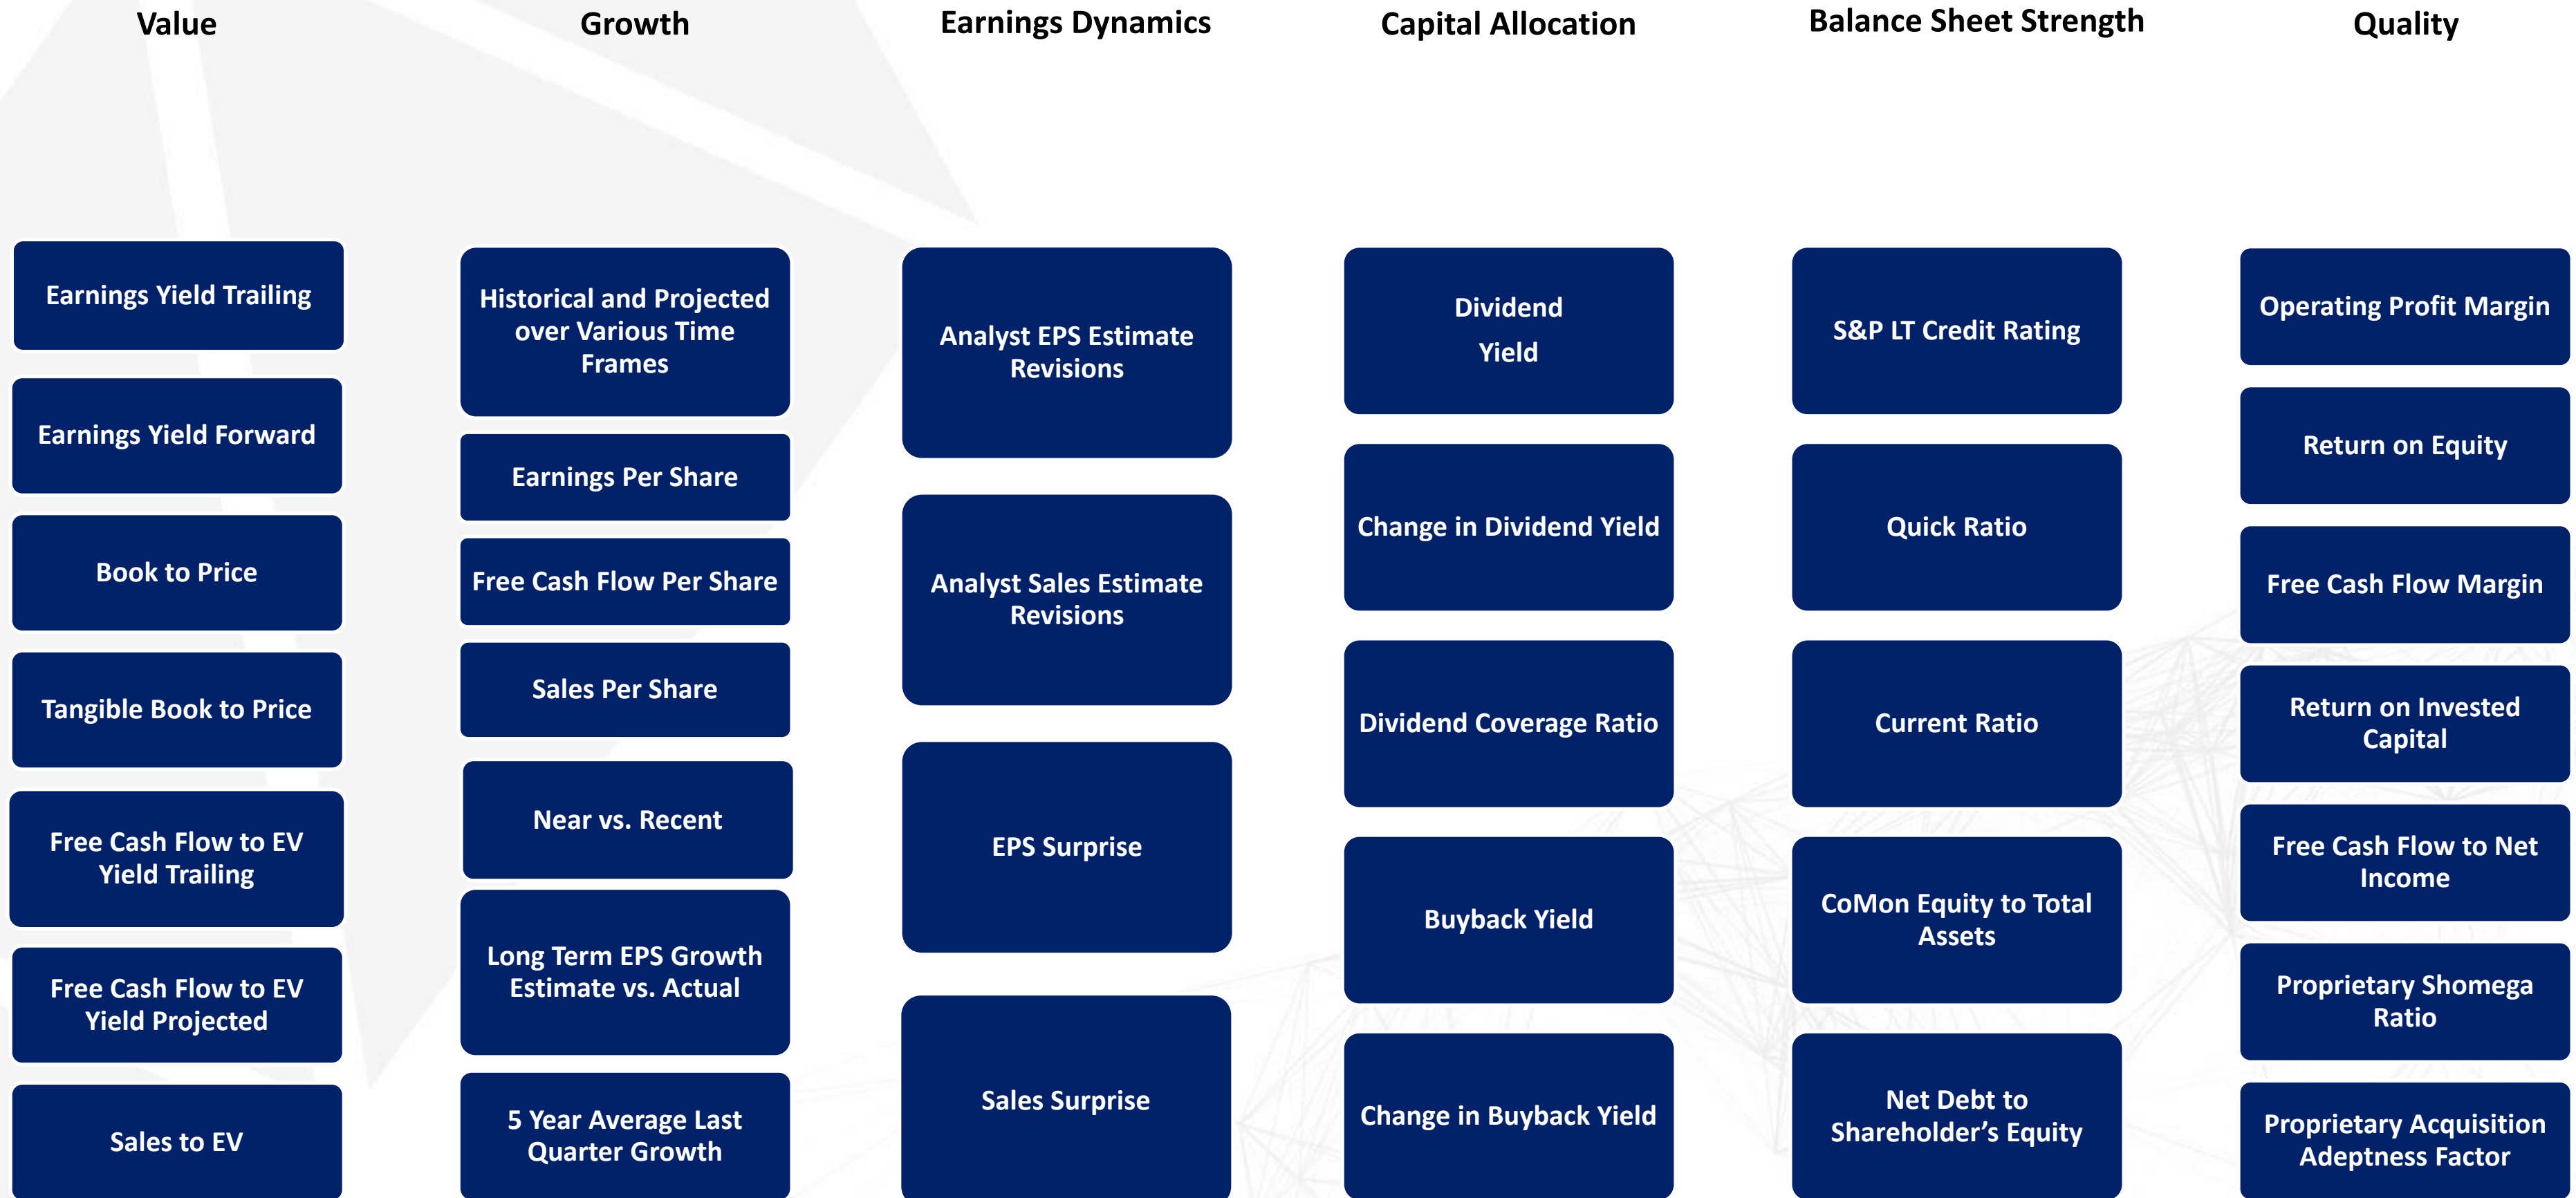 Value
Growth
Earnings Dynamics
Capital Allocation
Balance Sheet Strength
Quality
Earnings Yield Trailing
Earnings Yield Forward
Book to Price
Tangible Book to Price
Free Cash Flow to EV
Yield Trailing
Free Cash Flow to EV
Yield Projected
Sales to EV
Historical and Projected
over Various Time
Frames
Earnings Per Share
Free Cash Flow Per Share
Sales Per Share
Near vs. Recent
Long Term EPS Growth
Estimate vs. Actual
5 Year Average Last
Quarter Growth
Analyst EPS Estimate
Revisions
Analyst Sales Estimate
Revisions
EPS Surprise
Sales Surprise
Dividend
Yield
Change in Dividend Yield
Dividend Coverage Ratio
Buyback Yield
Change in Buyback Yield
S&P LT Credit Rating
Quick Ratio
Current Ratio
CoMon Equity to Total
Assets
Net Debt to
Shareholder’s Equity
Operating Profit Margin
Return on Equity
Free Cash Flow Margin
Return on Invested
Capital
Free Cash Flow to Net
Income
Proprietary Shomega
Ratio
Proprietary Acquisition
Adeptness Factor